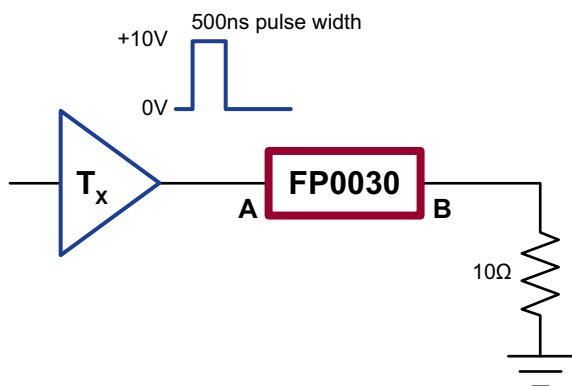 500ns pulse width
+10V
0V
Tx
FP0030
A
B
10Ω